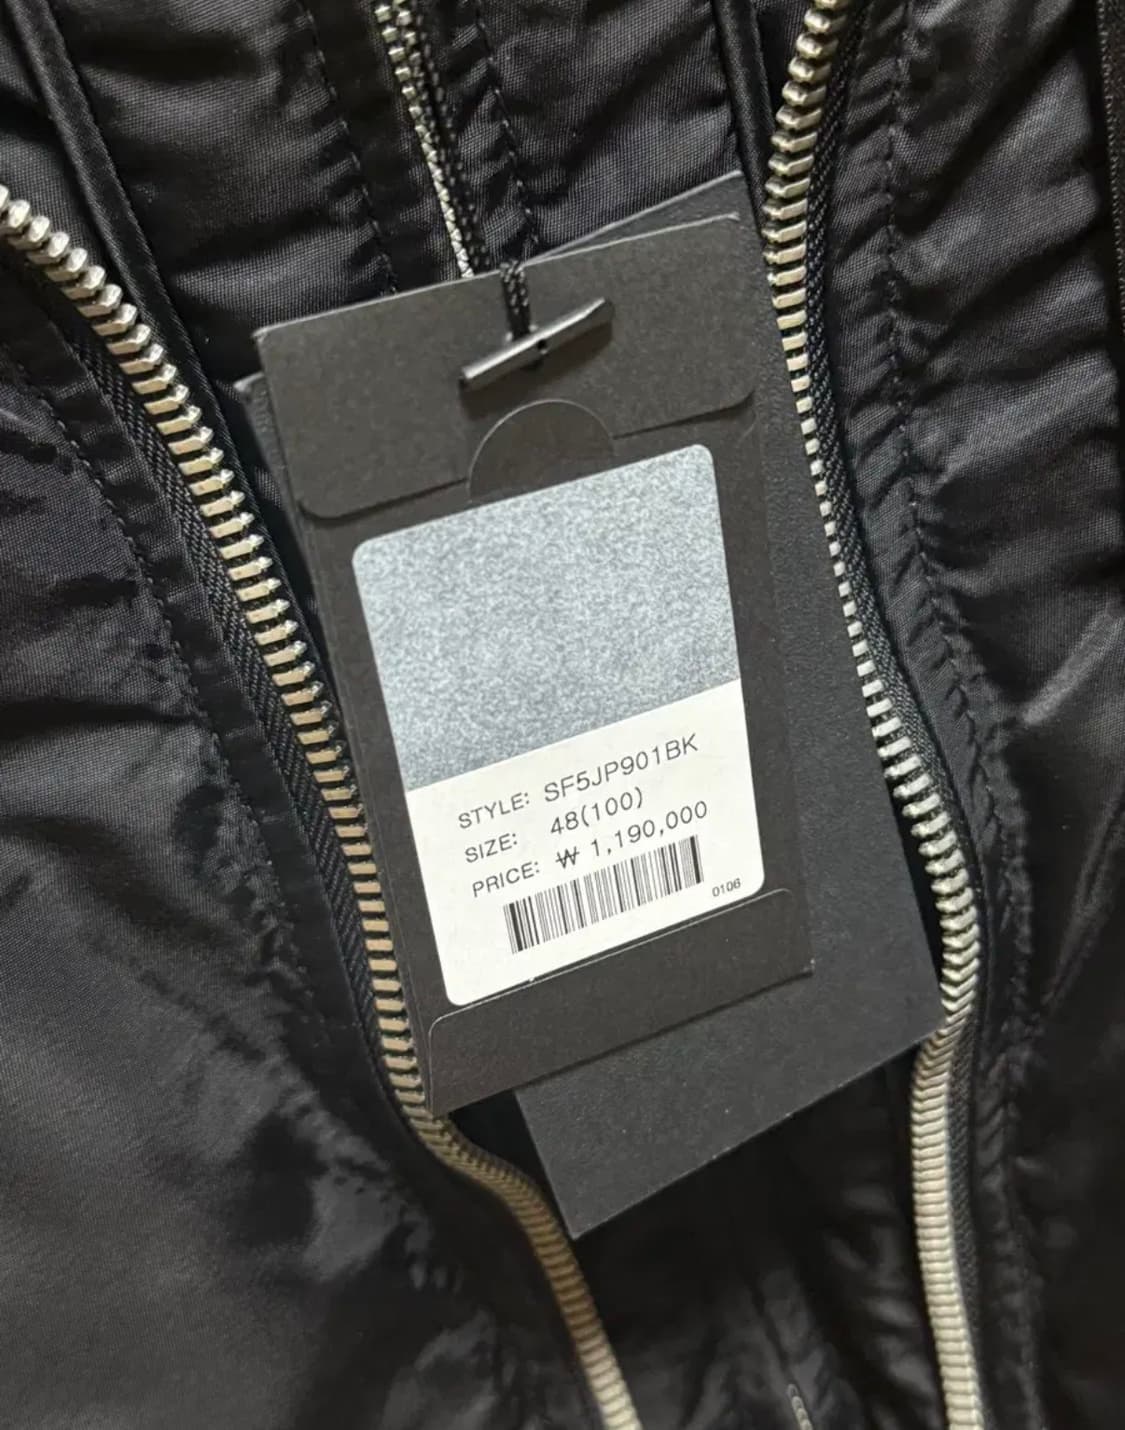 STYLE: SF5JP901BK
SIZE: 48(100)
PRICE: ₩ 1,190,000
0106